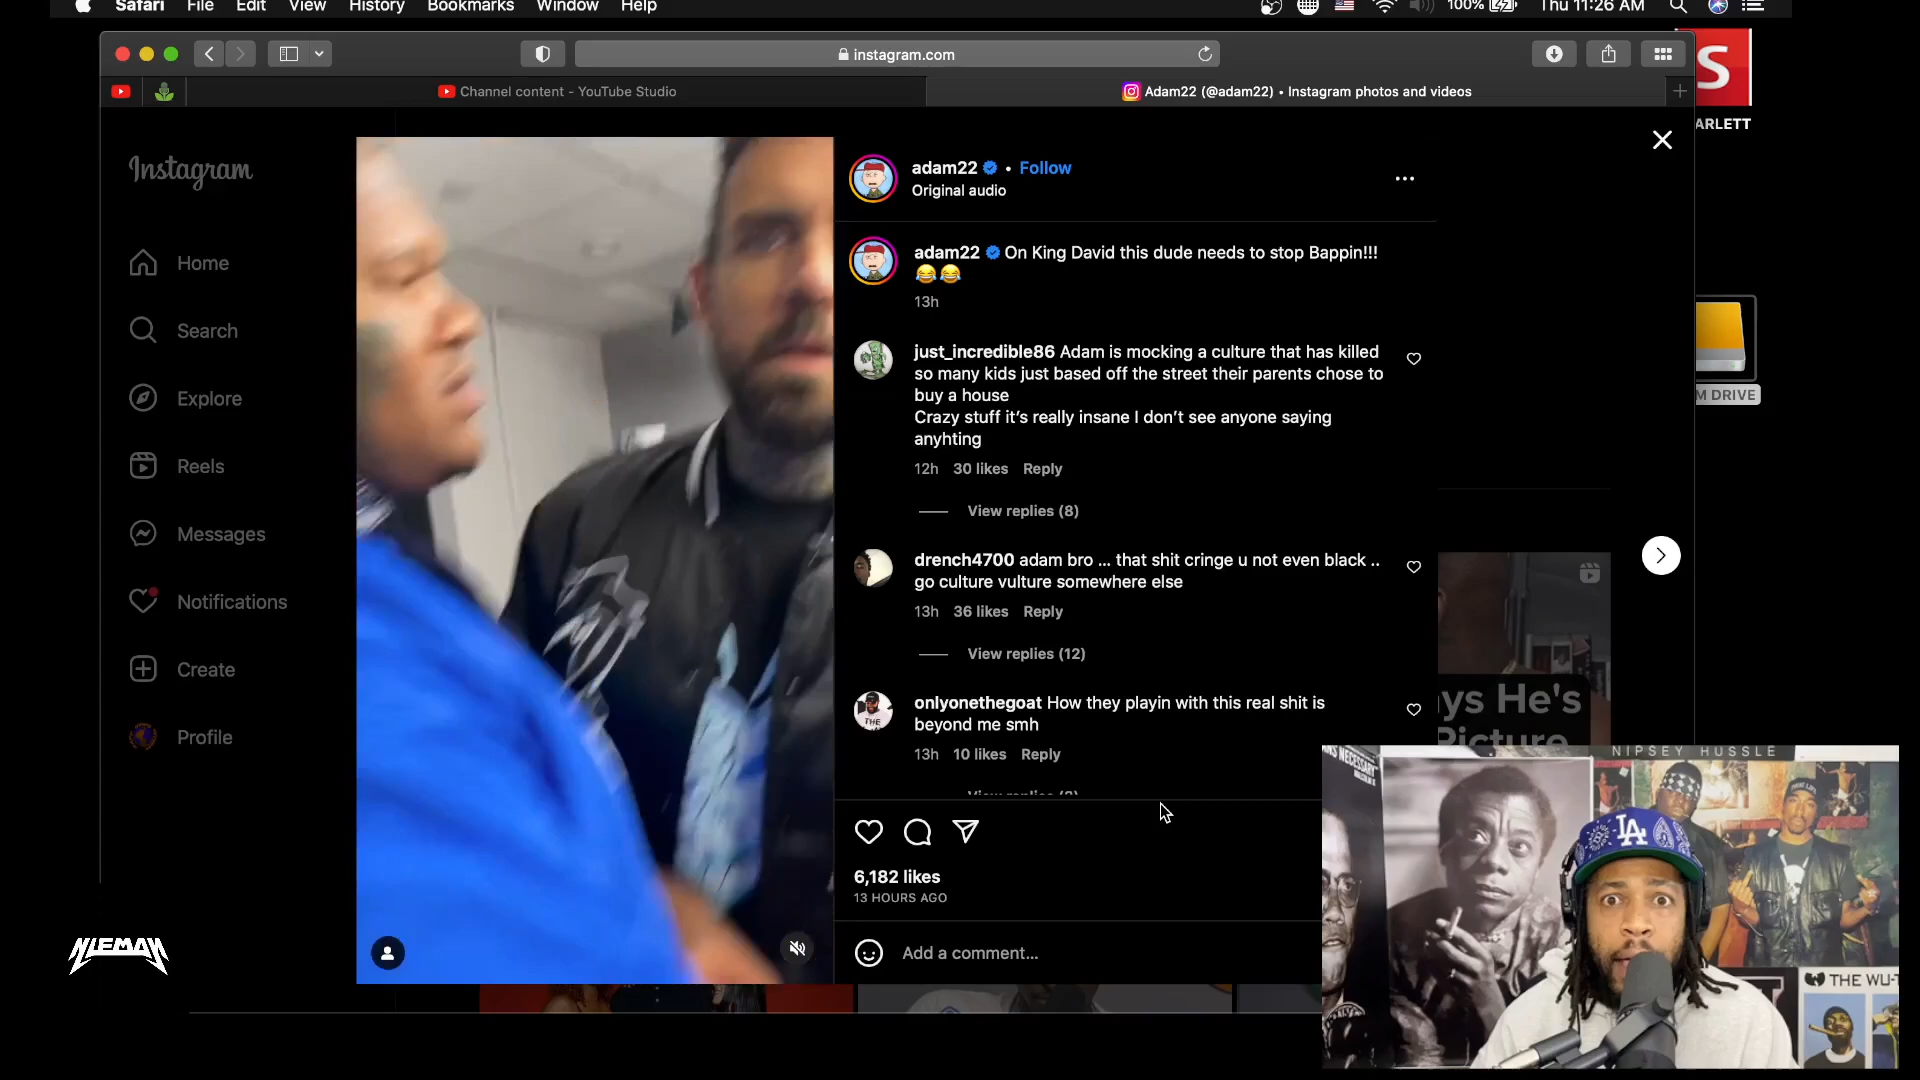 Safari File Edit View History Bookmarks Window Help
100% Thu 11:26 AM
instagram.com
Channel content - YouTube Studio
Adam22 (@adam22) • Instagram photos and videos
S
ARLETT
M DRIVE
Instagram
Home
Search
Explore
Reels
Messages
Notifications
Create
Profile
adam22 • Follow
Original audio
adam22 On King David this dude needs to stop Bappin!!!
😂😂
13h
just_incredible86 Adam is mocking a culture that has killed
so many kids just based off the street their parents chose to
buy a house
Crazy stuff it's really insane I don't see anyone saying
anyhting
12h 30 likes Reply
View replies (8)
drench4700 adam bro ... that shit cringe u not even black ..
go culture vulture somewhere else
13h 36 likes Reply
View replies (12)
onlyonethegoat How they playin with this real shit is
beyond me smh
13h 10 likes Reply
6,182 likes
13 HOURS AGO
Add a comment...
ys He's
Picture
NIPSEY HUSSLE
LA
THE WU-T
NLEMAN
THE